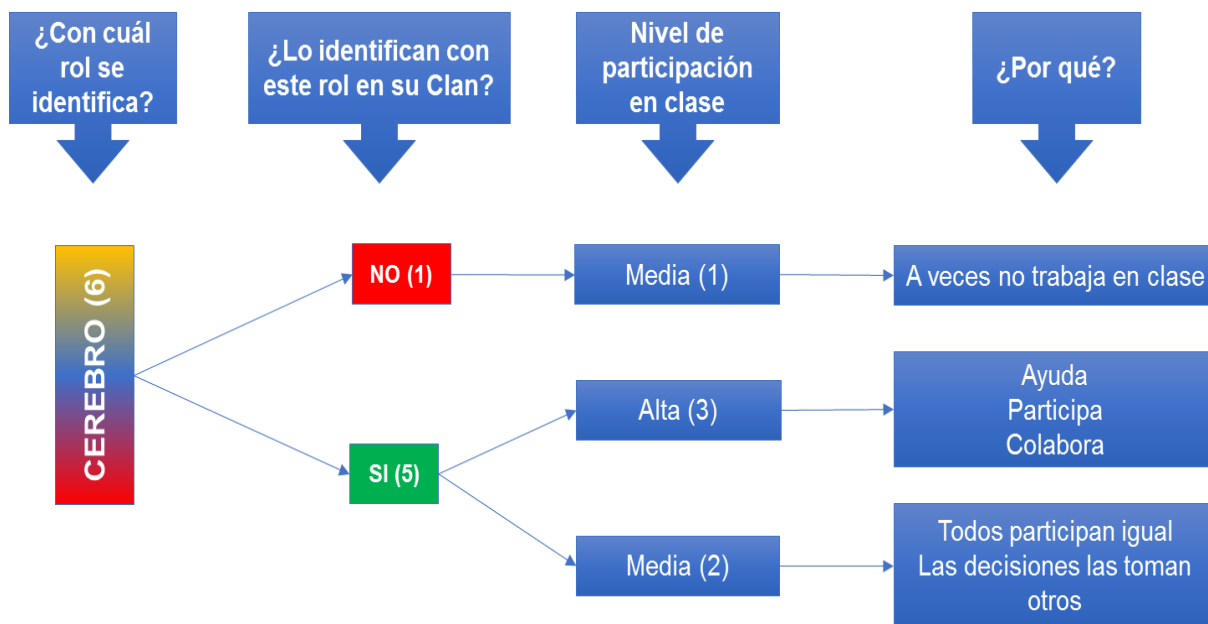 ¿Con cuál
rol se
identifica?
¿Lo identifican con
este rol en su Clan?
Nivel de
participación
en clase
¿Por qué?
CEREBRO (6)
NO (1)
Media (1)
A veces no trabaja en clase
SI (5)
Alta (3)
Ayuda
Participa
Colabora
Media (2)
Todos participan igual
Las decisiones las toman
otros